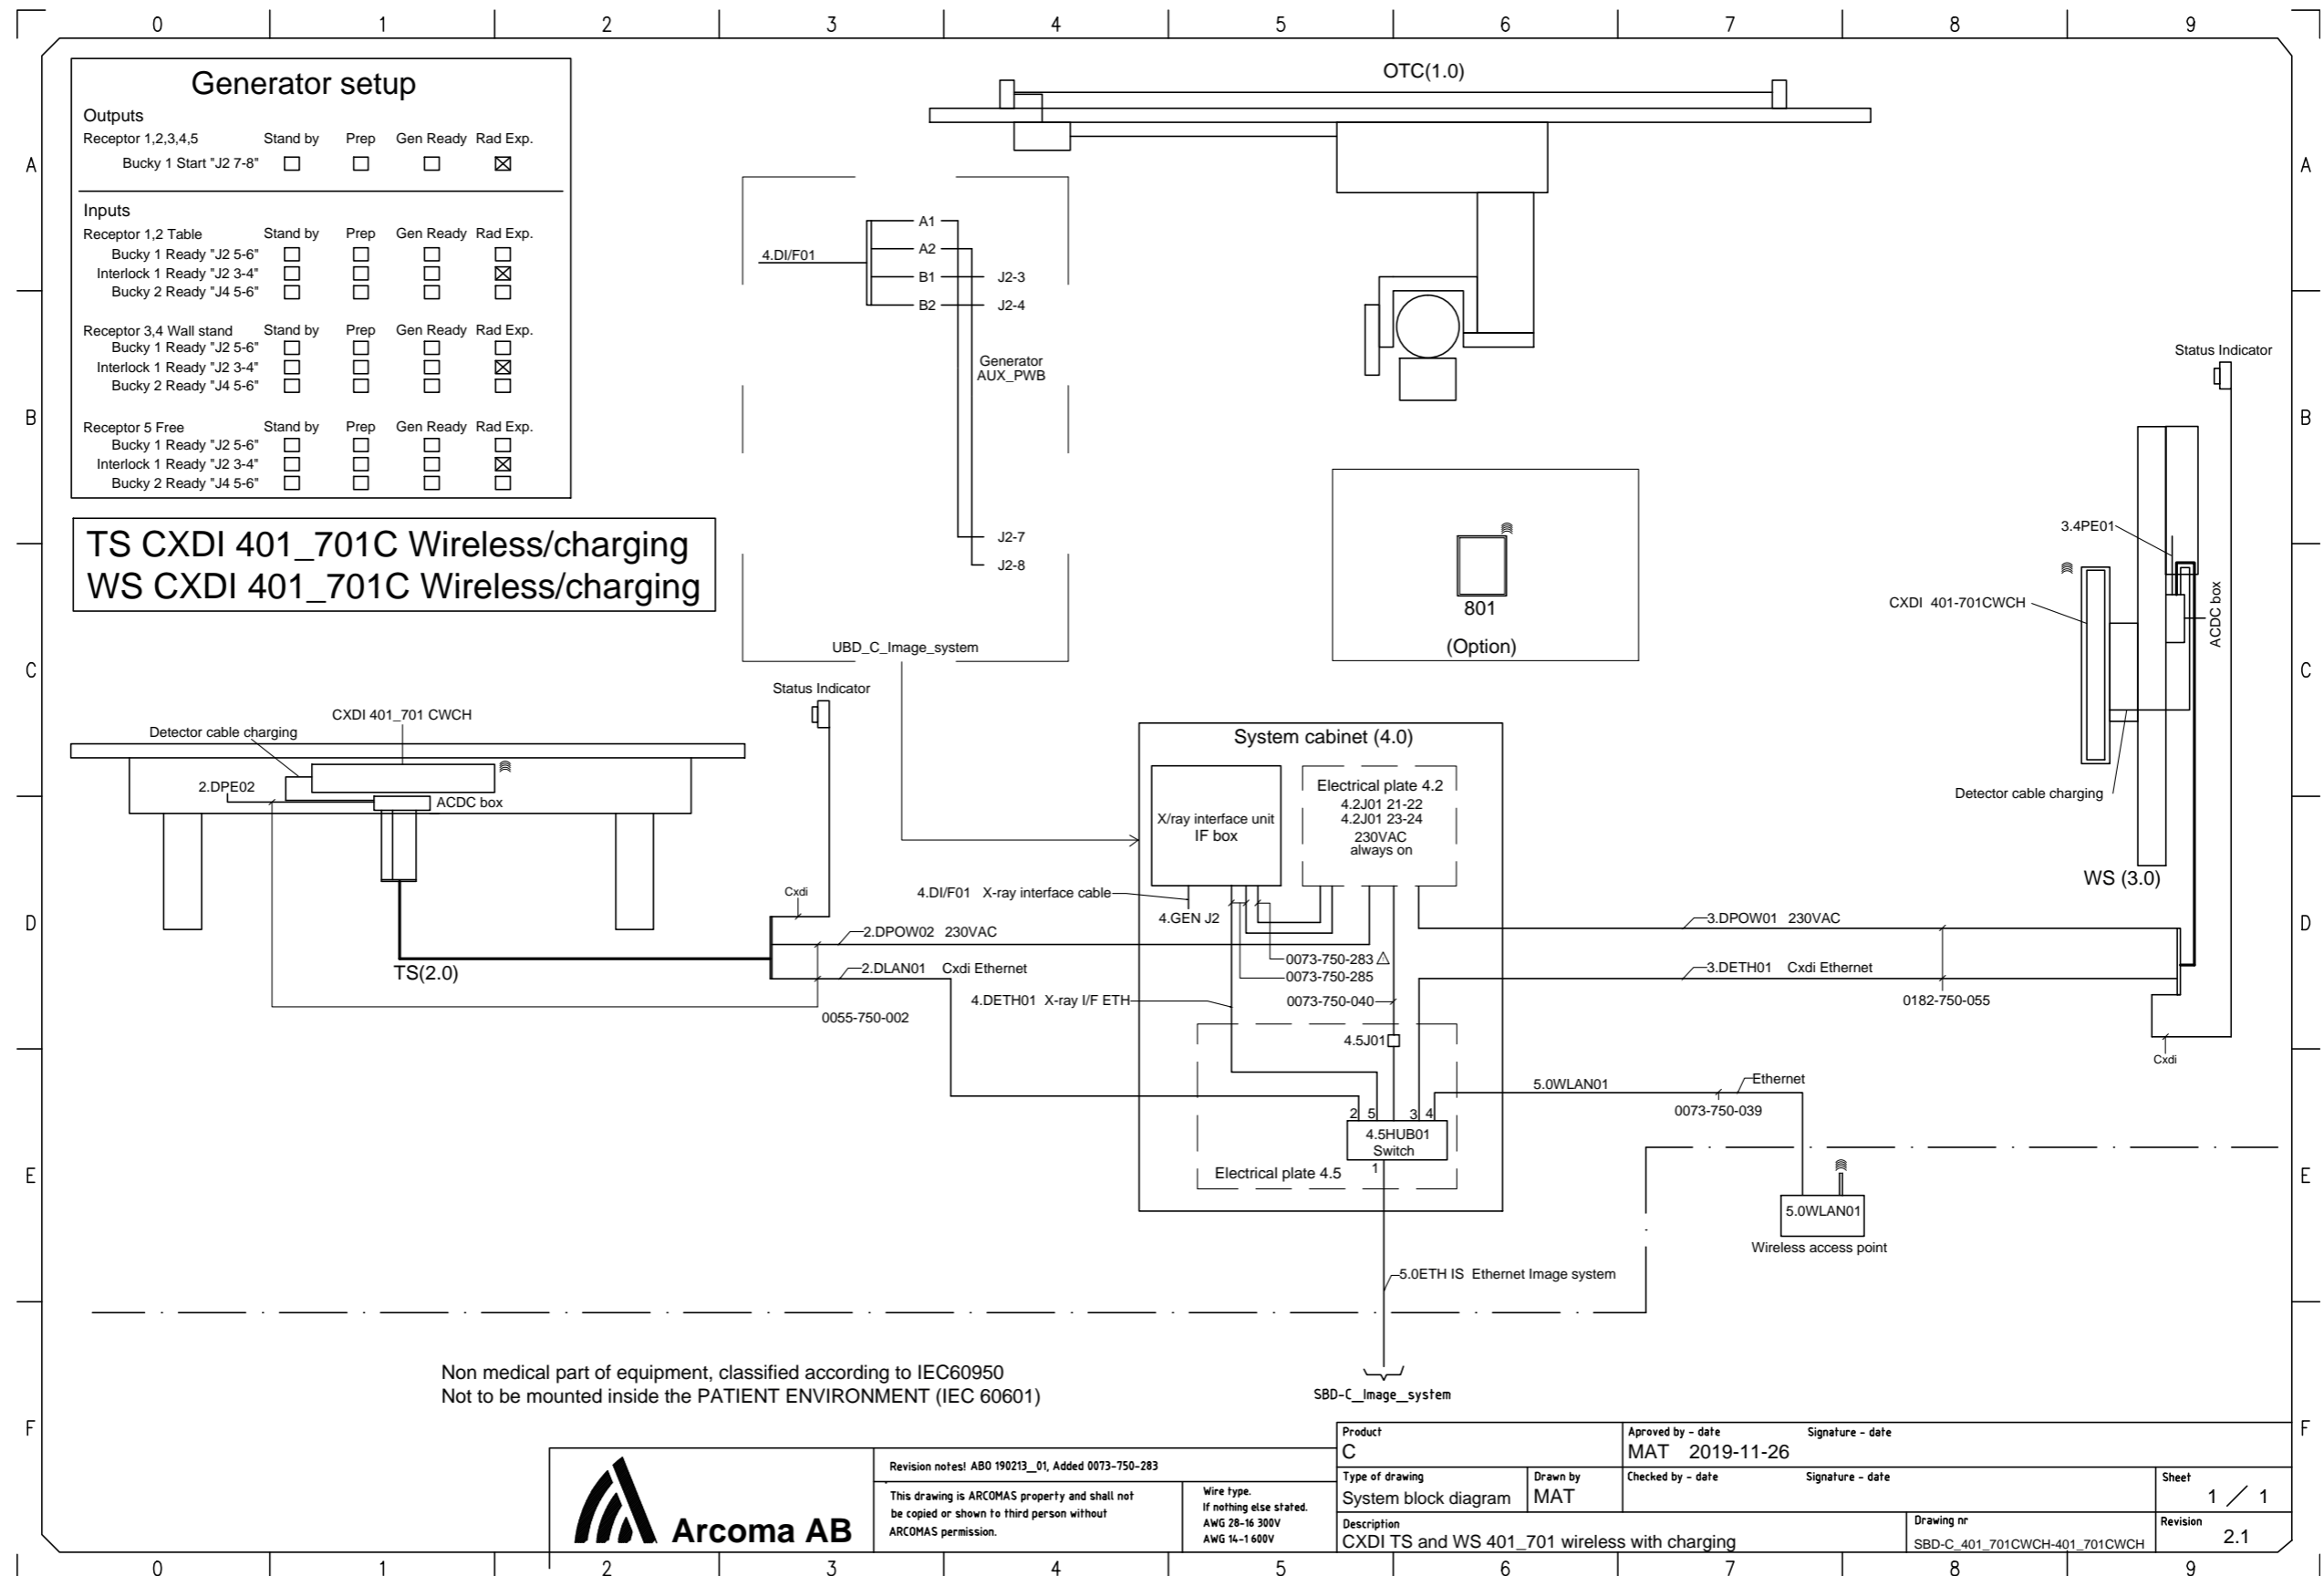 0 1 2 3 4 5 6 7 8 9
Generator setup
Outputs
Receptor 1,2,3,4,5 Stand by Prep Gen Ready Rad Exp.
Bucky 1 Start "J2 7-8"
Inputs
Receptor 1,2 Table Stand by Prep Gen Ready Rad Exp.
Bucky 1 Ready "J2 5-6"
Interlock 1 Ready "J2 3-4"
Bucky 2 Ready "J4 5-6"
Receptor 3,4 Wall stand Stand by Prep Gen Ready Rad Exp.
Bucky 1 Ready "J2 5-6"
Interlock 1 Ready "J2 3-4"
Bucky 2 Ready "J4 5-6"
Receptor 5 Free Stand by Prep Gen Ready Rad Exp.
Bucky 1 Ready "J2 5-6"
Interlock 1 Ready "J2 3-4"
Bucky 2 Ready "J4 5-6"
TS CXDI 401_701C Wireless/charging
WS CXDI 401_701C Wireless/charging
A
B
C
D
E
F
4.DI/F01
A1
A2
B1
B2
J2-3
J2-4
Generator
AUX_PWB
J2-7
J2-8
UBD_C_Image_system
OTC(1.0)
801
(Option)
Status Indicator
3.4PE01
CXDI 401-701CWCH
ACDC box
Detector cable charging
WS (3.0)
Status Indicator
CXDI 401_701 CWCH
Detector cable charging
2.DPE02
ACDC box
TS(2.0)
Cxdi
2.DPOW02 230VAC
2.DLAN01 Cxdi Ethernet
0055-750-002
System cabinet (4.0)
X/ray interface unit
IF box
Electrical plate 4.2
4.2J01 21-22
4.2J01 23-24
230VAC
always on
4.DI/F01 X-ray interface cable
4.GEN J2
0073-750-283
0073-750-285
0073-750-040
4.DETH01 X-ray I/F ETH
4.5J01
2 5 3 4
4.5HUB01
Switch
1
Electrical plate 4.5
3.DPOW01 230VAC
3.DETH01 Cxdi Ethernet
0182-750-055
Cxdi
5.0WLAN01
Ethernet
0073-750-039
5.0WLAN01
Wireless access point
5.0ETH IS Ethernet Image system
SBD-C_Image_system
Non medical part of equipment, classified according to IEC60950
Not to be mounted inside the PATIENT ENVIRONMENT (IEC 60601)
A
B
C
D
E
F
Arcoma AB
Revision notes! ABO 190213_01, Added 0073-750-283
This drawing is ARCOMAS property and shall not
be copied or shown to third person without
ARCOMAS permission.
Wire type.
If nothing else stated.
AWG 28-16 300V
AWG 14-1 600V
Product
C
Aproved by - date Signature - date
MAT 2019-11-26
Type of drawing
System block diagram
Drawn by
MAT
Checked by - date Signature - date
Sheet
1 / 1
Description
CXDI TS and WS 401_701 wireless with charging
Drawing nr
SBD-C_401_701CWCH-401_701CWCH
Revision
2.1
0 1 2 3 4 5 6 7 8 9